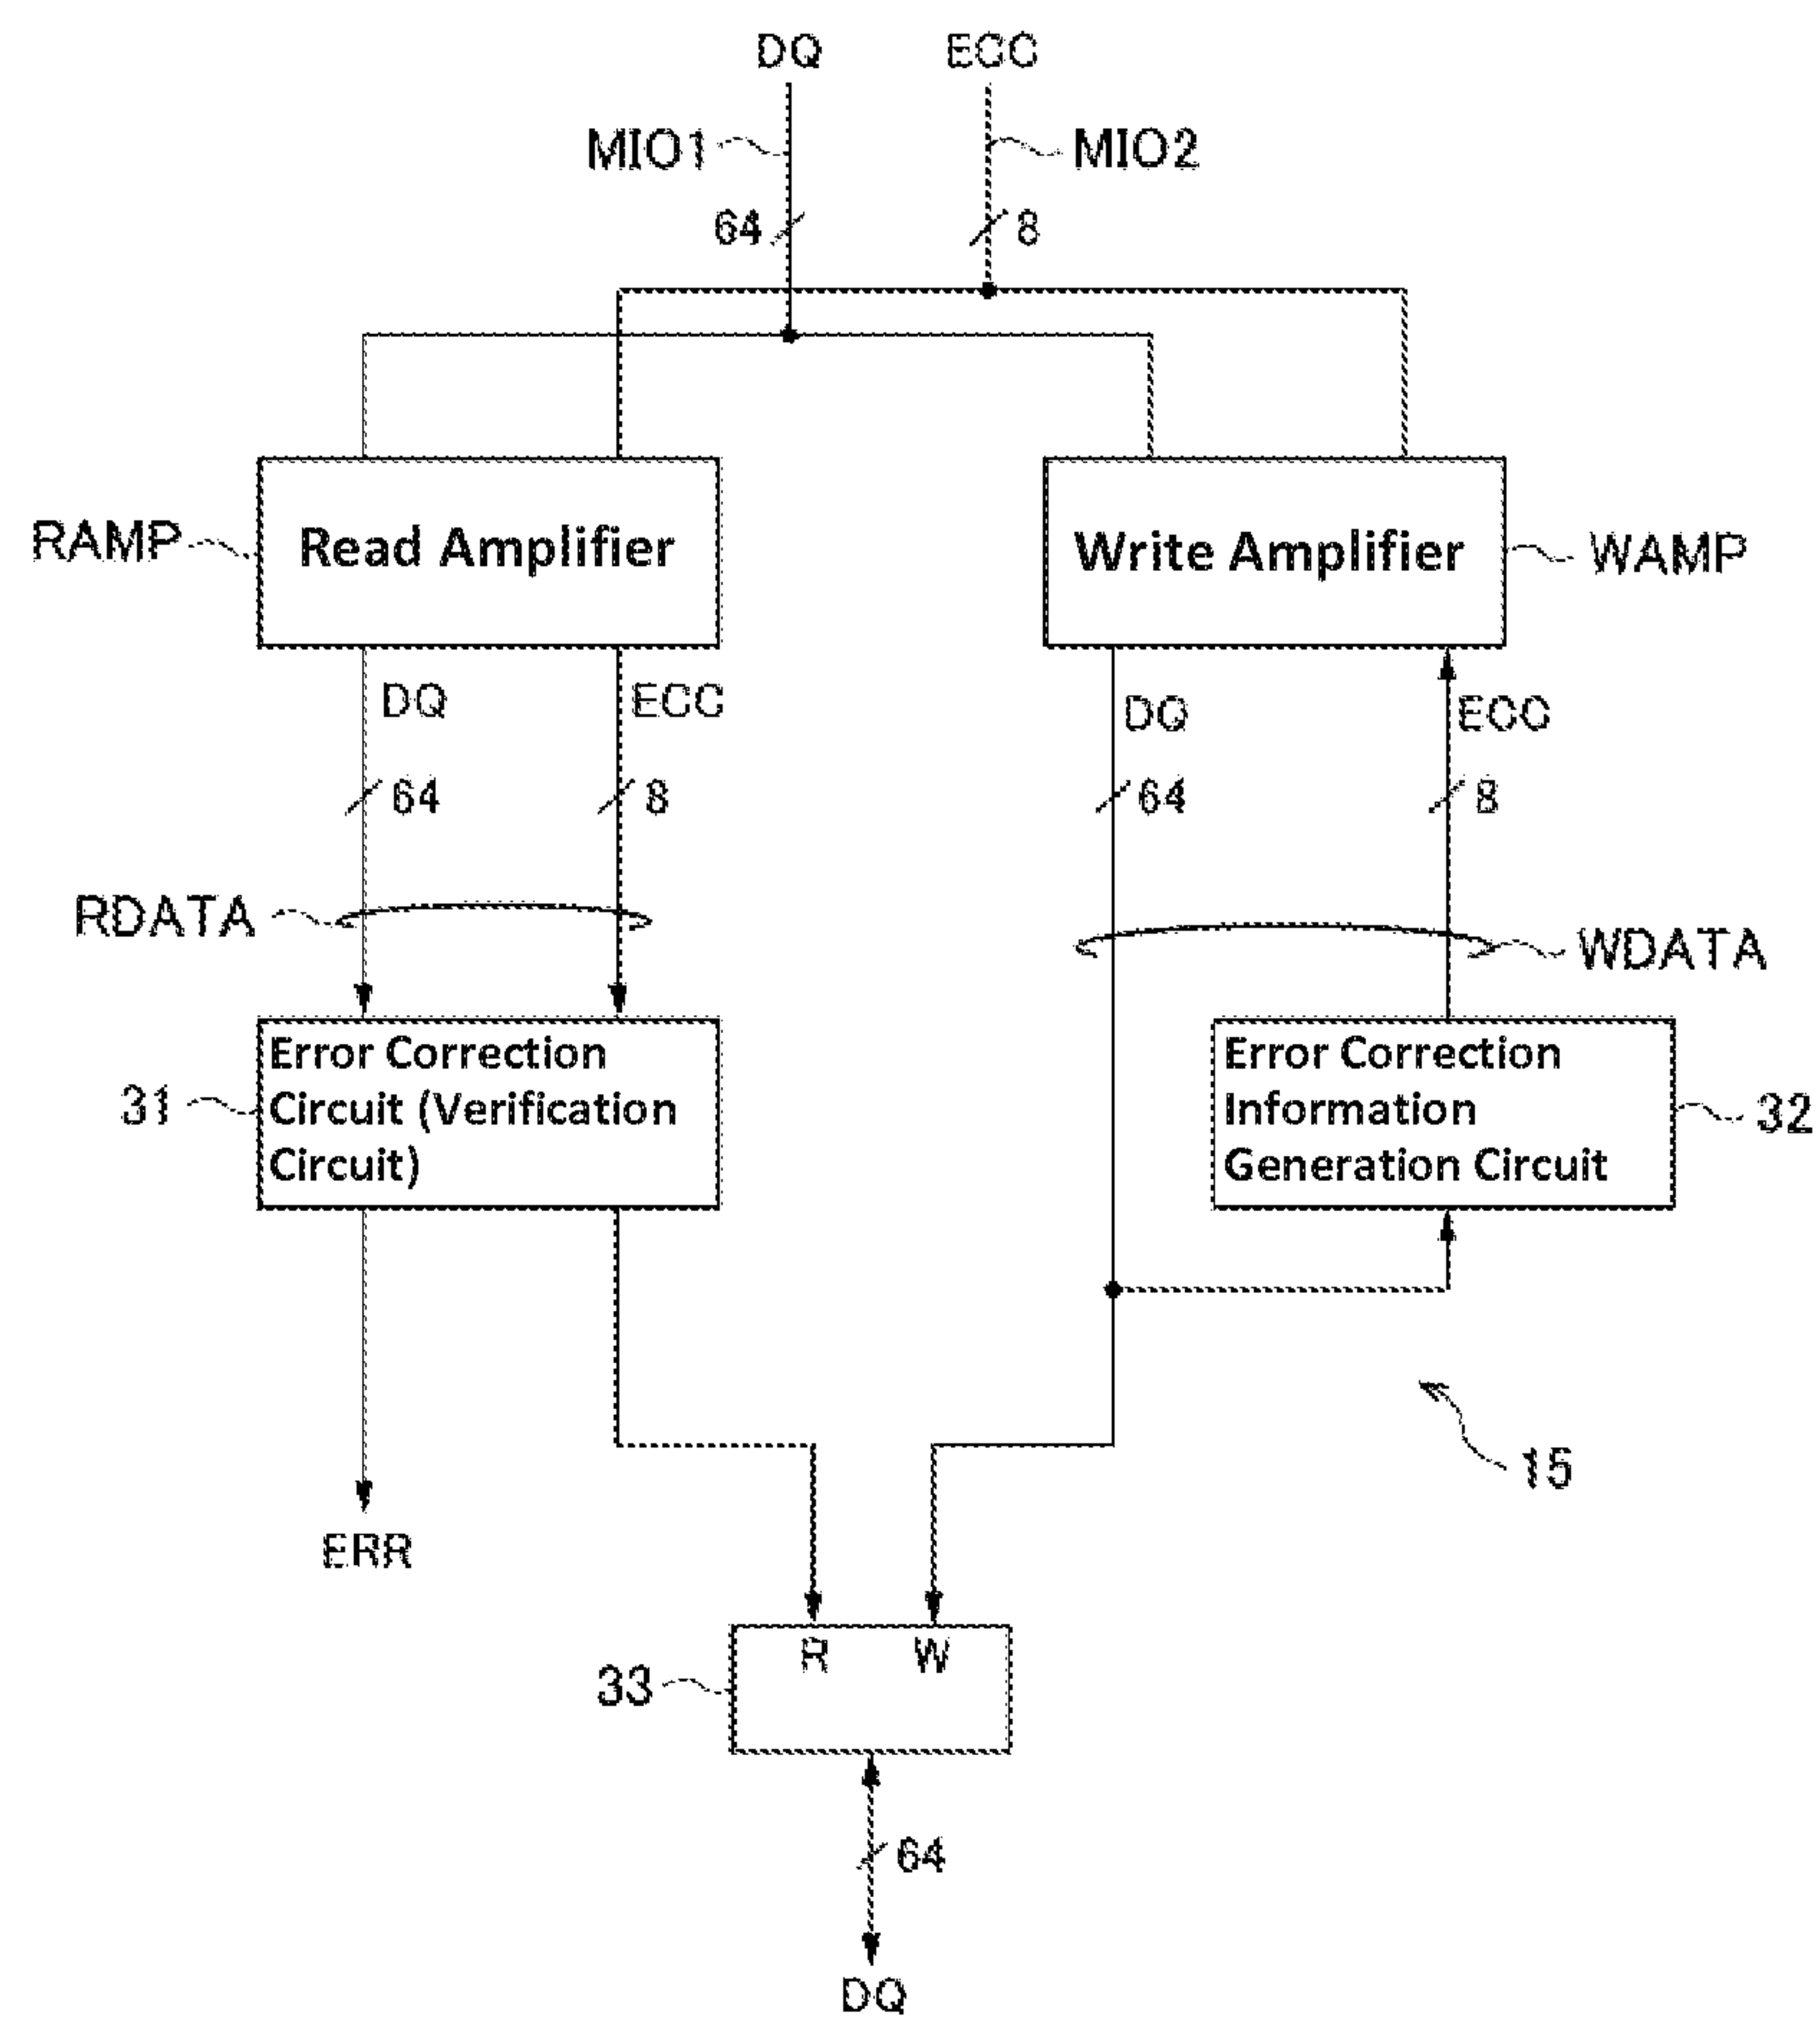 DQ
ECC
MIO1
MIO2
64
8
RAMP
Read Amplifier
Write Amplifier
WAMP
DQ
ECC
DQ
ECC
64
8
64
8
RDATA
WDATA
31
Error Correction
Circuit (Verification
Circuit)
Error Correction
Information
Generation Circuit
32
15
ERR
R
W
33
64
DQ